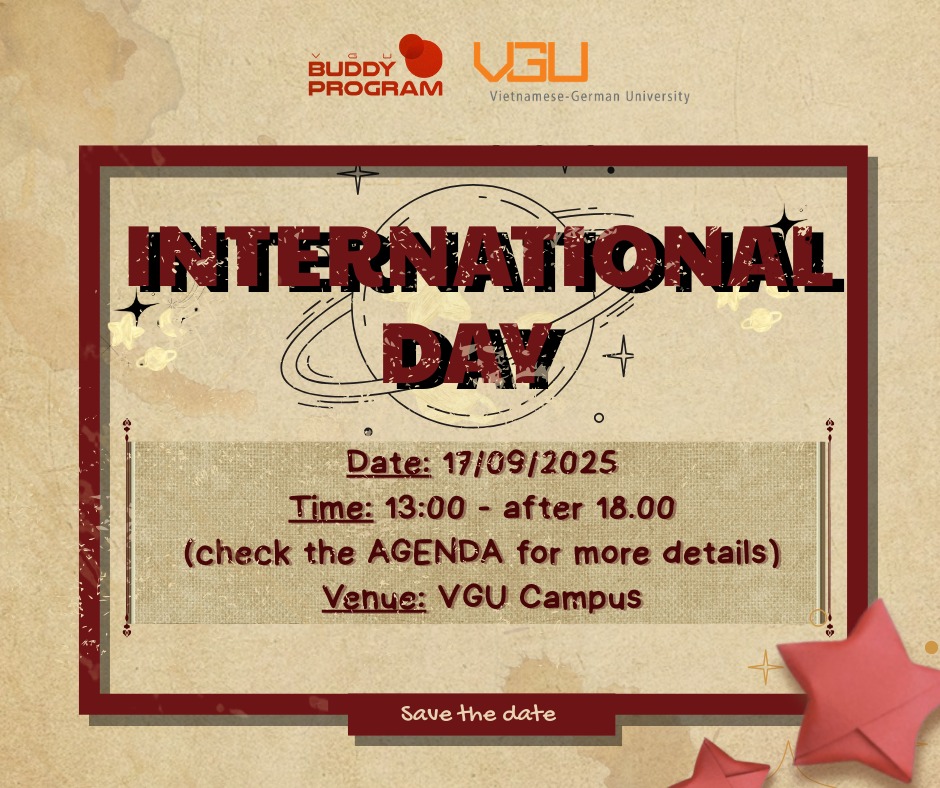 VGU
BUDDY
PROGRAM
VGU
Vietnamese-German University
INTERNATIONAL
DAY
Date: 17/09/2025
Time: 13:00 - after 18.00
(check the AGENDA for more details)
Venue: VGU Campus
Save the date